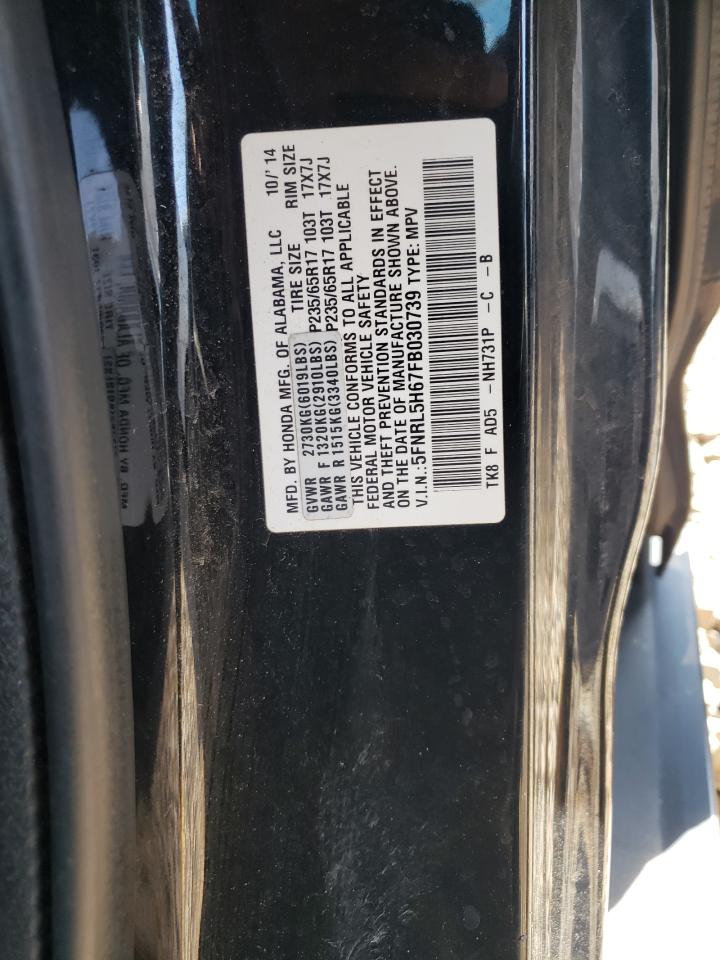 MFD. BY HONDA MFG. OF ALABAMA, LLC 10/'14
GVWR 2730KG(6019LBS) TIRE SIZE RIM SIZE
GAWR F 1320KG(2910LBS) P235/65R17 103T 17X7J
GAWR R 1515KG(3340LBS) P235/65R17 103T 17X7J
THIS VEHICLE CONFORMS TO ALL APPLICABLE
FEDERAL MOTOR VEHICLE SAFETY
AND THEFT PREVENTION STANDARDS IN EFFECT
ON THE DATE OF MANUFACTURE SHOWN ABOVE.
V.I.N.:5FNRL5H67FB030739 TYPE: MPV
TK8 F AD5 -NH731P -C -B